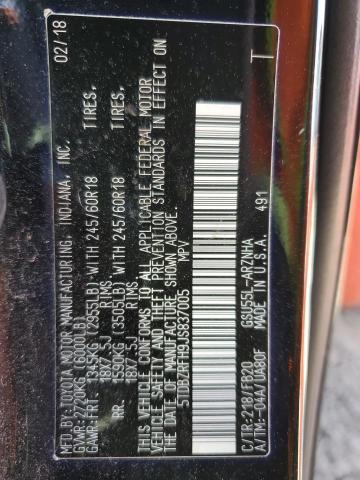 MFD. BY: TOYOTA MOTOR MANUFACTURING, INDIANA, INC. 02/18
GVWR: 2720KG (6000LB)
GAWR: FRT. 1345KG (2955LB) WITH 245/60R18 TIRES,
18X7.5J RIMS
RR. 1590KG (3505LB) WITH 245/60R18 TIRES,
18X7.5J RIMS
THIS VEHICLE CONFORMS TO ALL APPLICABLE FEDERAL MOTOR
VEHICLE SAFETY AND THEFT PREVENTION STANDARDS IN EFFECT
ON THE DATE OF MANUFACTURE SHOWN ABOVE.
5TDBZRFH9JS837005 MPV
C/TR: 218/FB20 GSU55L-ARZNHA T
A/TM: -04A/UA80F MADE IN U.S.A. 491